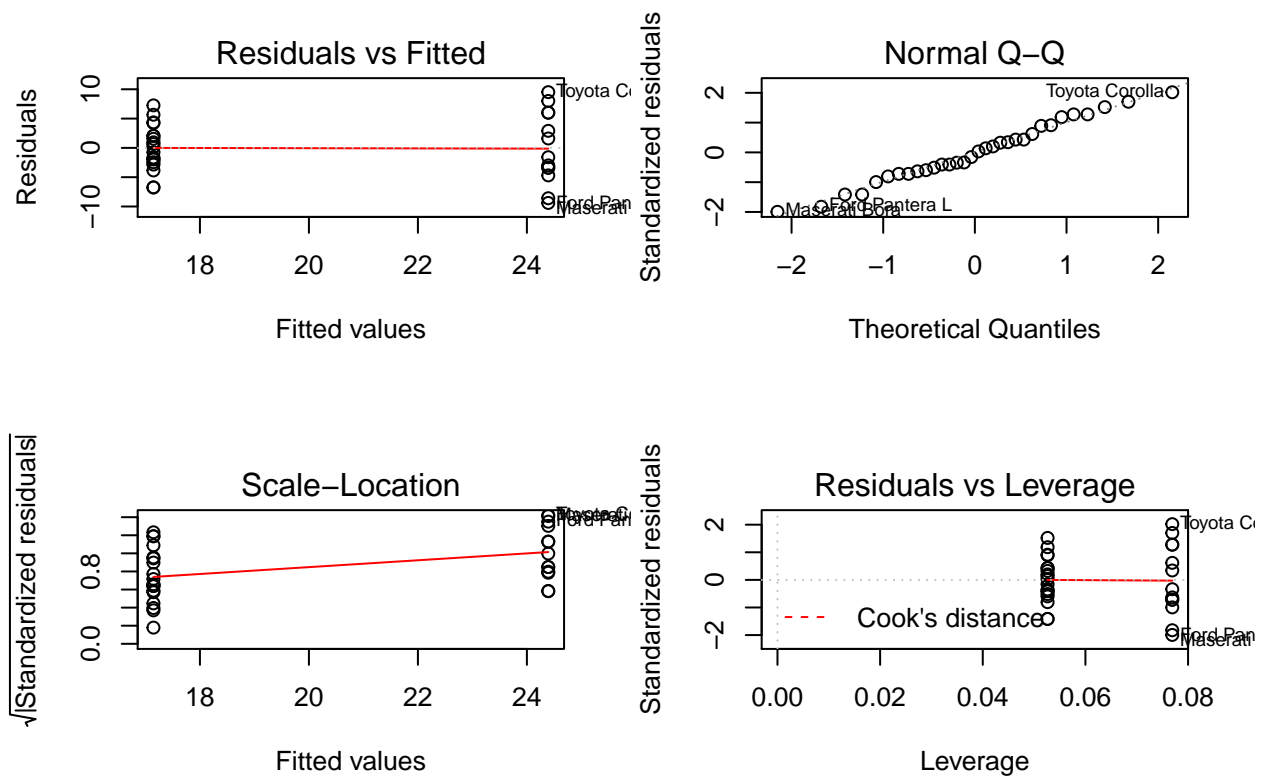 Residuals vs Fitted
Residuals
10
0
−10
Toyota Co
Ford Pan
Maserati
18 20 22 24
Fitted values
Normal Q−Q
Standardized residuals
2
0
−2
Toyota Corolla
Ford Pantera L
Maserati Bora
−2 −1 0 1 2
Theoretical Quantiles
Scale−Location
√|Standardized residuals|
0.8
0.0
Toyota C
Maserati
Ford Pan
18 20 22 24
Fitted values
Residuals vs Leverage
Standardized residuals
2
0
−2
Toyota Co
Cook's distance
Ford Pan
Maserati
0.00 0.02 0.04 0.06 0.08
Leverage